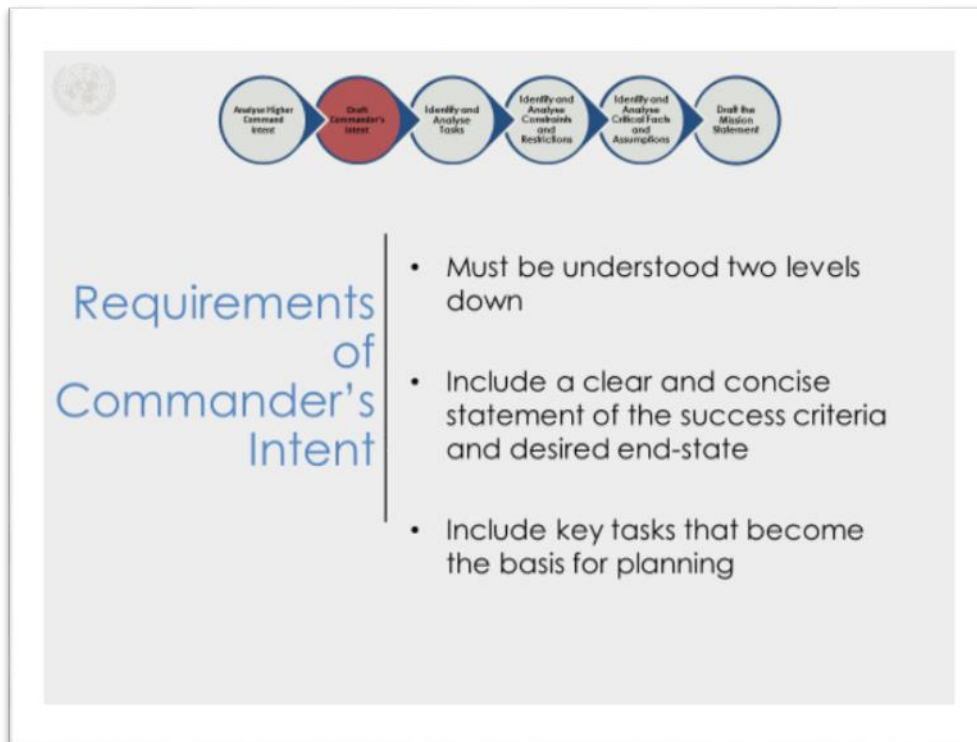 Analyse Higher
Command
Intent
Draft
Commander's
Intent
Identify and
Analyse
Tasks
Identify and
Analyse
Constraints
and
Restrictions
Identify and
Analyse
Critical Facts
and
Assumptions
Draft the
Mission
Statement
Requirements
of
Commander's
Intent
• Must be understood two levels
down
• Include a clear and concise
statement of the success criteria
and desired end-state
• Include key tasks that become
the basis for planning